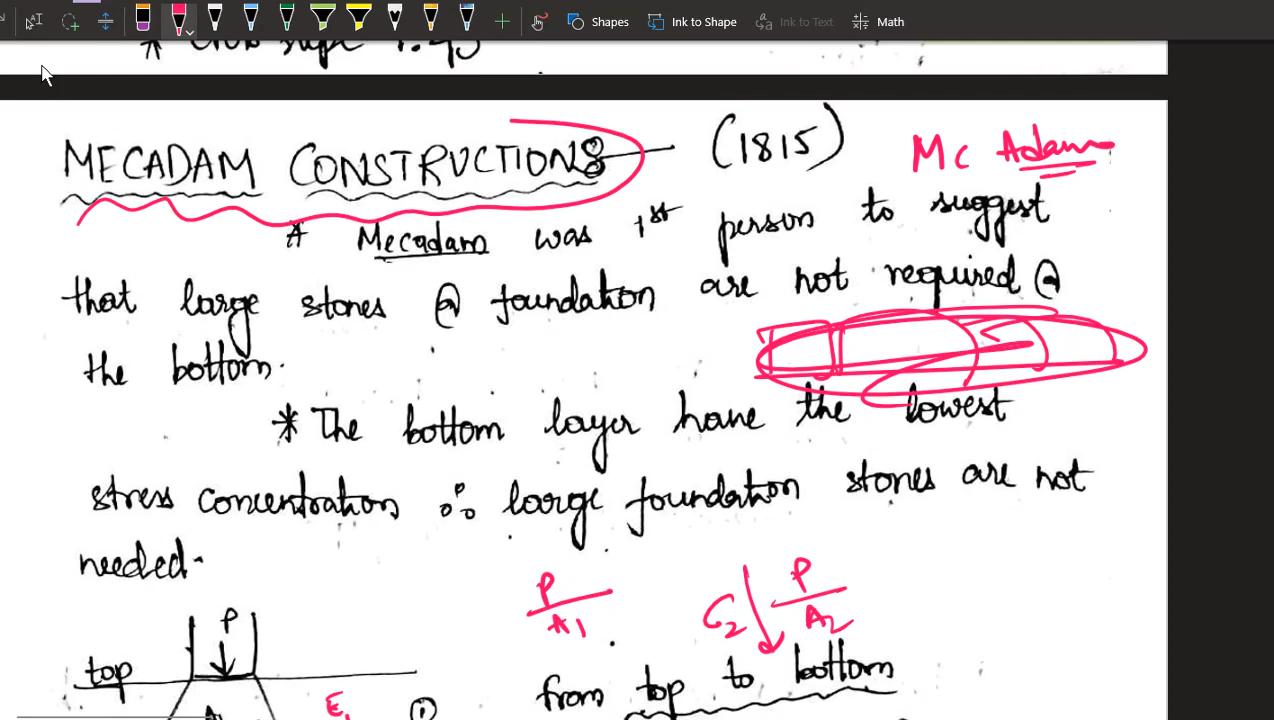 Shapes Ink to Shape Ink to Text Math
MECADAM CONSTRUCTIONS (1815) Mc Adam
* Mecadam was 1st person to suggest
that large stones @ foundation are not required @
the bottom.
* The bottom layer have the lowest
stress concentration ∴ large foundation stones are not
needed.
P/A1 P/A2
P
top
from top to bottom
E1 ①